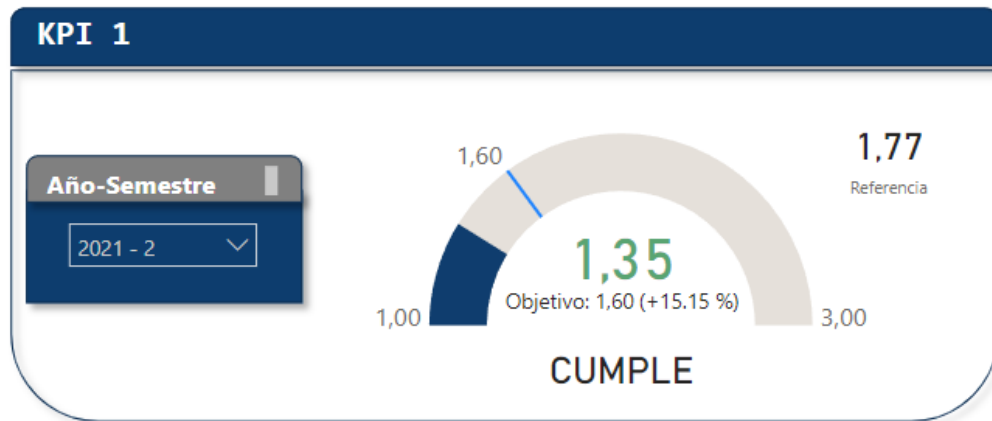 KPI 1
Año-Semestre
2021 - 2
1,60
1,00
1,35
Objetivo: 1,60 (+15.15 %)
3,00
CUMPLE
1,77
Referencia